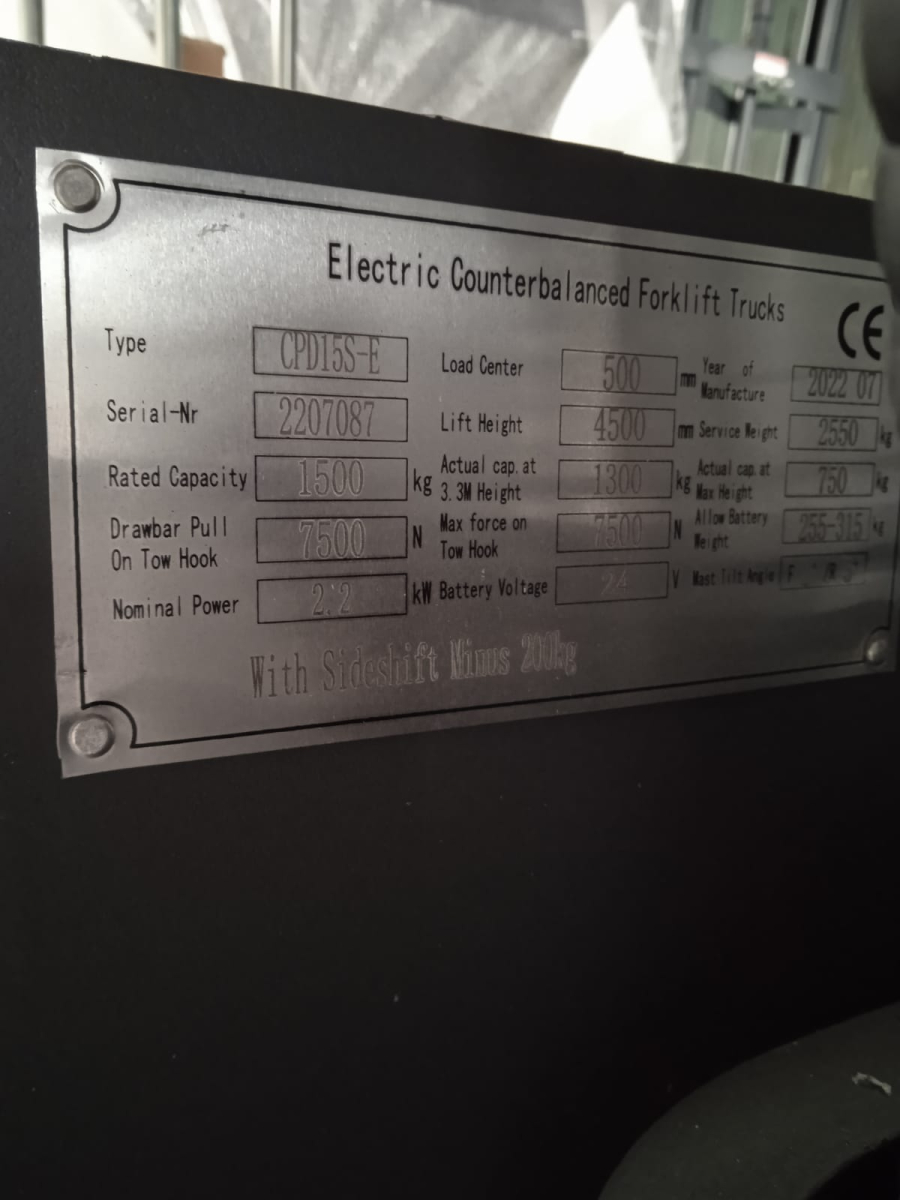 Electric Counterbalanced Forklift Trucks
CE
Type CPD15S-E Load Center 500 mm Year of Manufacture 2022 07
Serial-Nr 2207087 Lift Height 4500 mm Service Weight 2550 kg
Rated Capacity 1500 kg Actual cap. at 3.3M Height 1300 kg Actual cap. at Max Height 750 kg
Drawbar Pull On Tow Hook 7500 N Max force on Tow Hook 7500 N Allow Battery Weight 255-315 kg
Nominal Power 2.2 kW Battery Voltage 24 V Mast Tilt Angle F /R
With Sideshift Minus 200kg